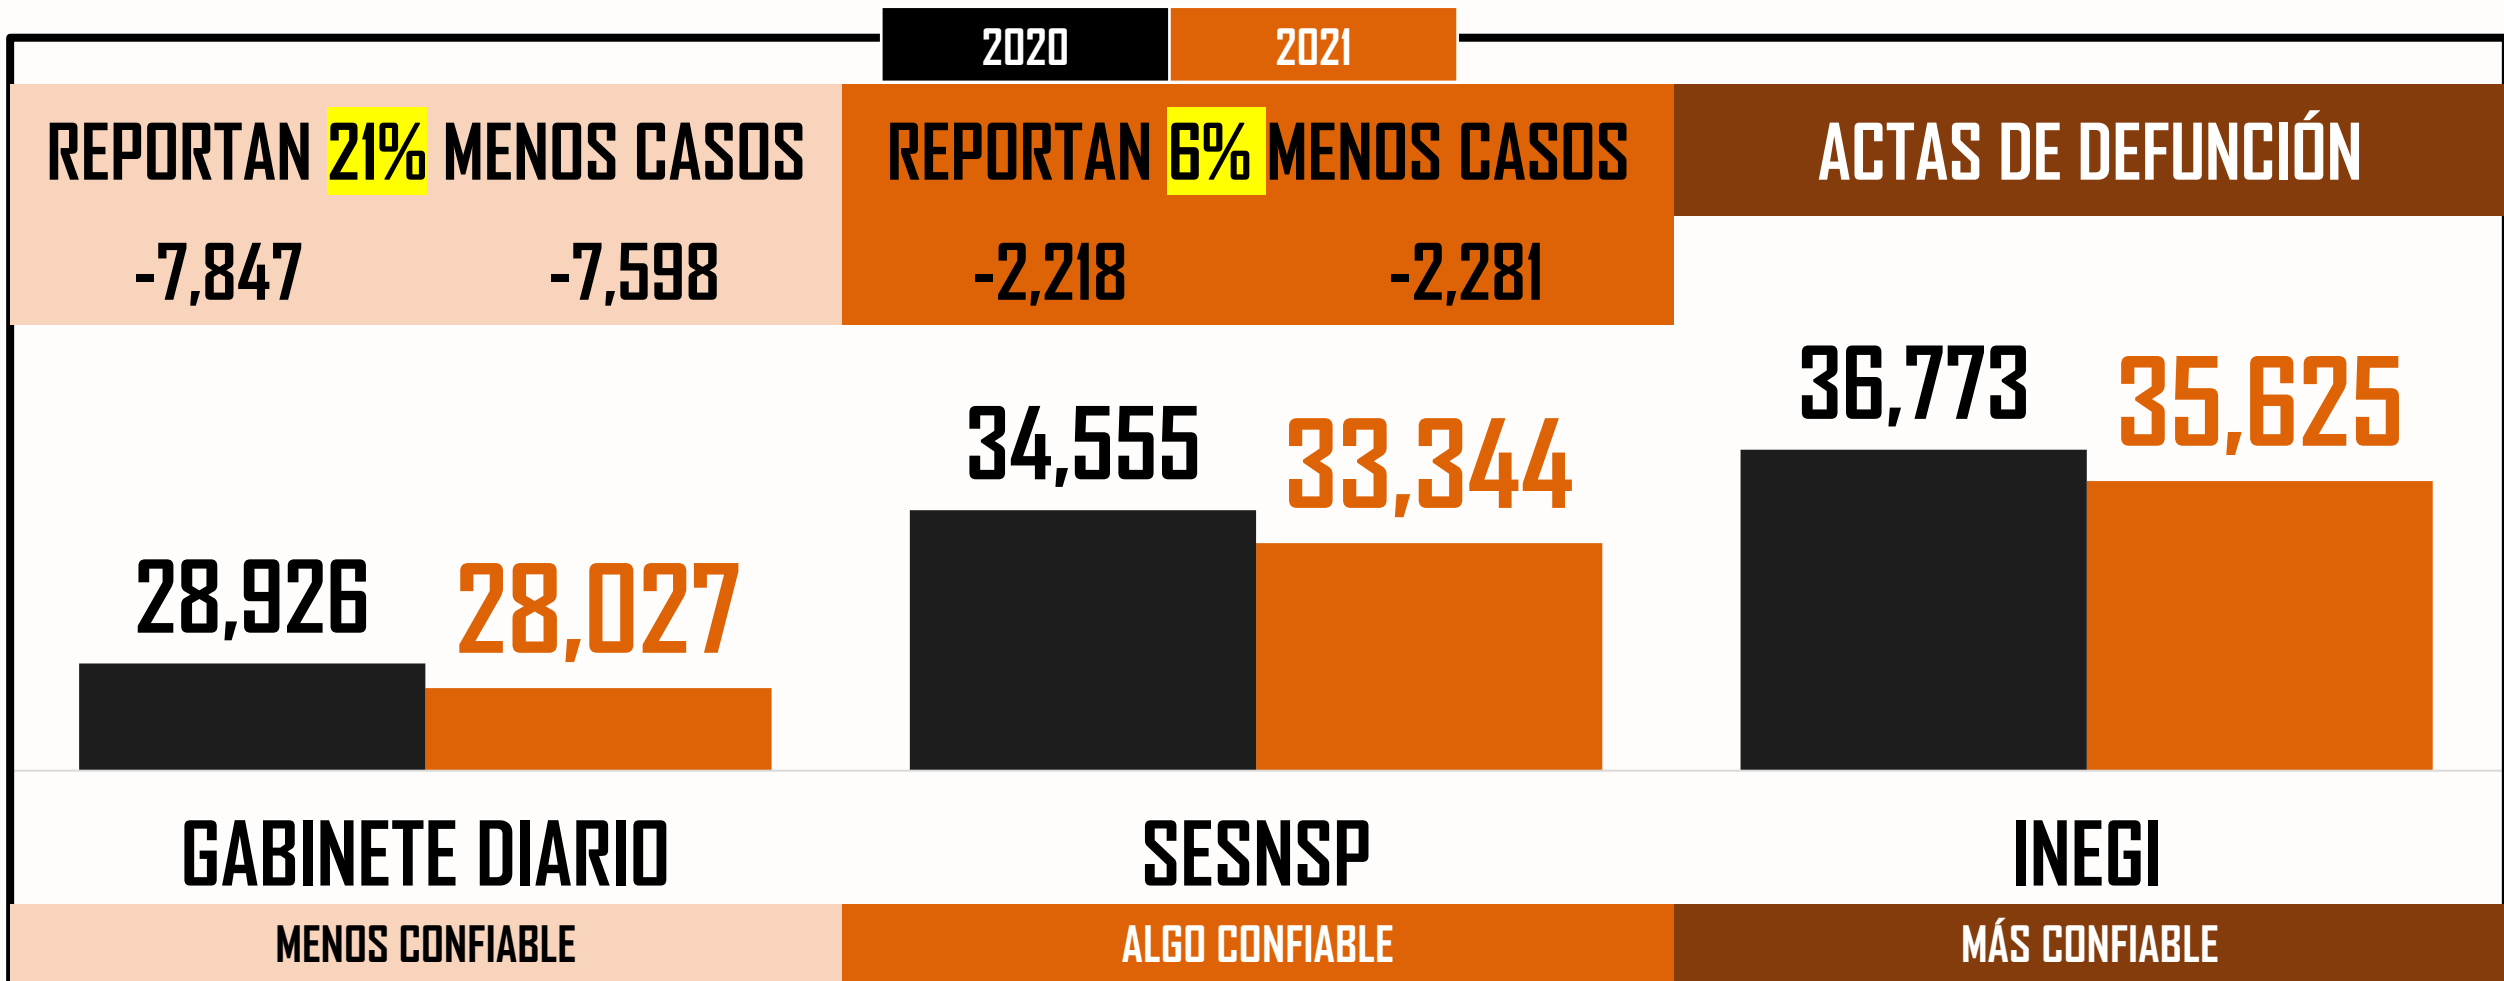 2020 2021
REPORTAN 21% MENOS CASOS
-7,847 -7,598
REPORTAN 6% MENOS CASOS
-2,218 -2,281
ACTAS DE DEFUNCIÓN
28,926 28,027
34,555 33,344
36,773 35,625
GABINETE DIARIO
SESNSP
INEGI
MENOS CONFIABLE
ALGO CONFIABLE
MÁS CONFIABLE